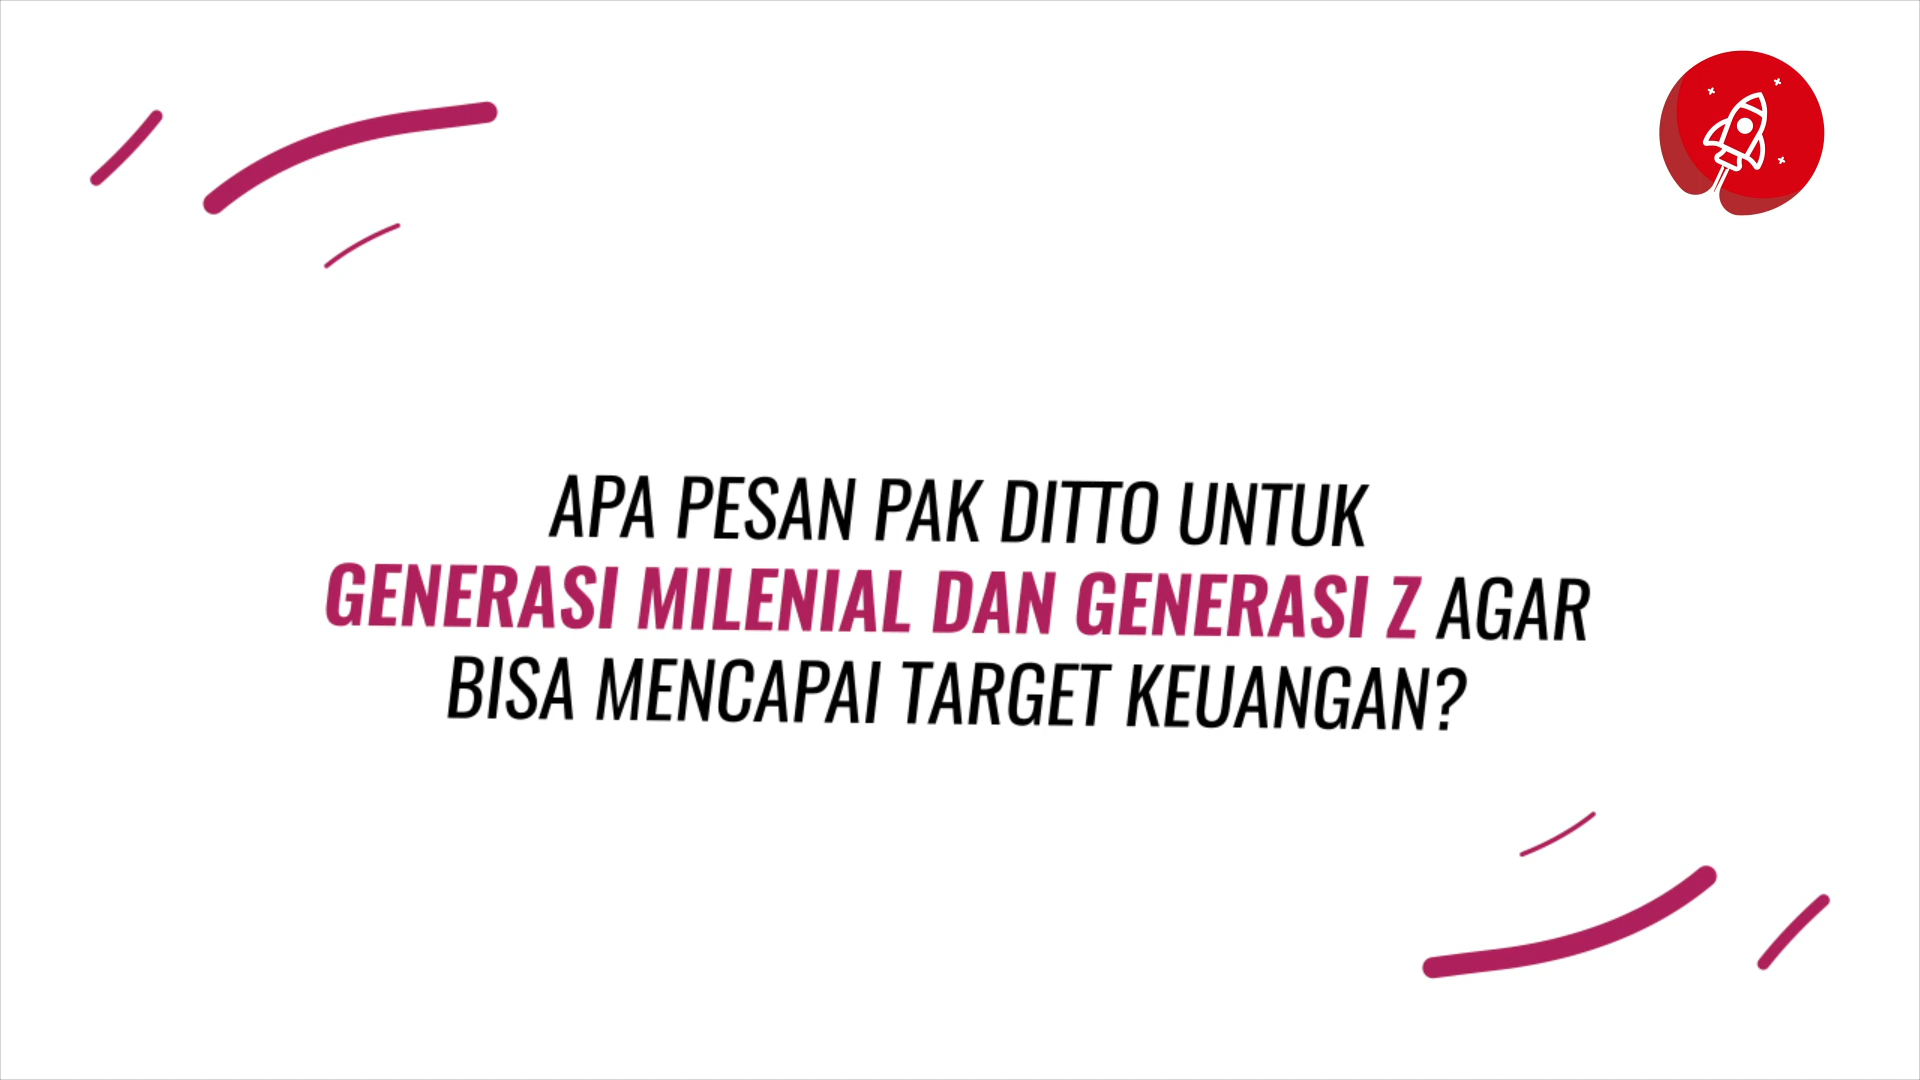 APA PESAN PAK DITTO UNTUK
GENERASI MILENIAL DAN GENERASI Z AGAR
BISA MENCAPAI TARGET KEUANGAN?